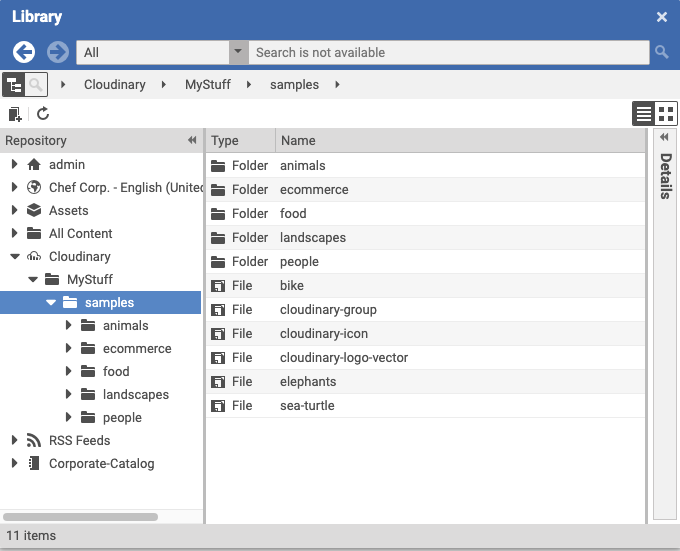 Library
All Search is not available
Cloudinary MyStuff samples
Repository
admin
Chef Corp. - English (United
Assets
All Content
Cloudinary
MyStuff
samples
animals
ecommerce
food
landscapes
people
RSS Feeds
Corporate-Catalog
Type Name
Folder animals
Folder ecommerce
Folder food
Folder landscapes
Folder people
File bike
File cloudinary-group
File cloudinary-icon
File cloudinary-logo-vector
File elephants
File sea-turtle
Details
11 items